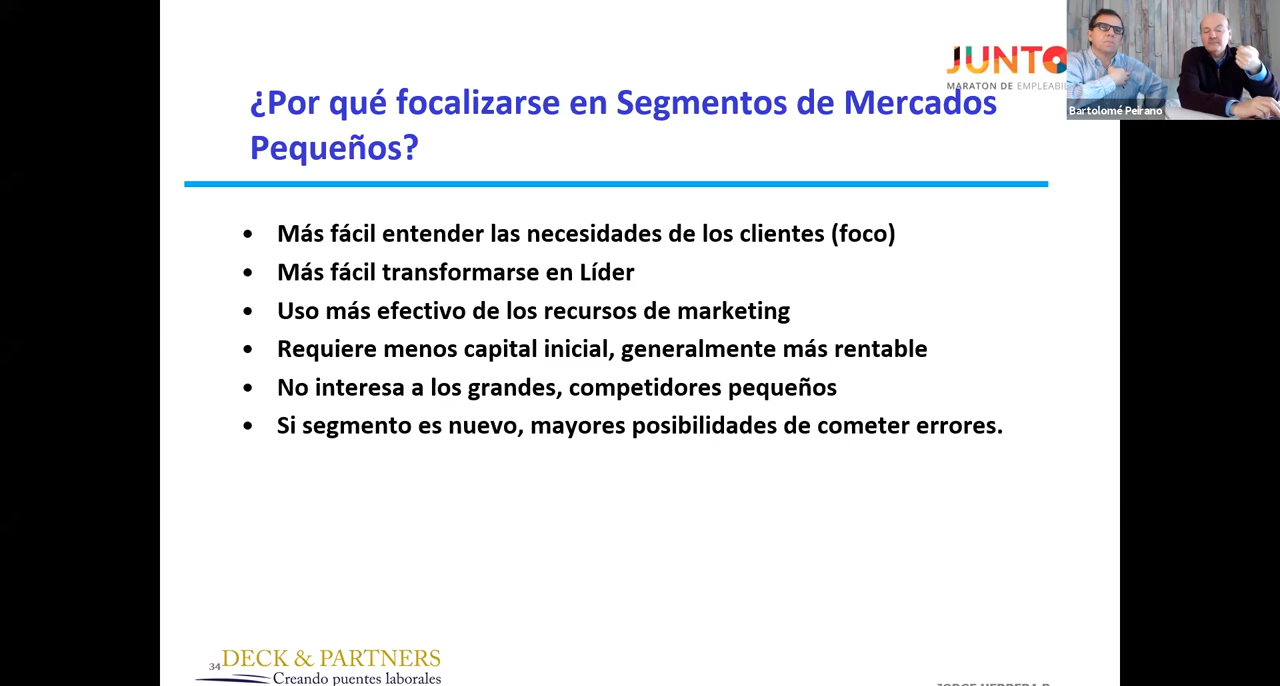 JUNTO
MARATON DE EMPLEABIL
Bartolomé Peirano
¿Por qué focalizarse en Segmentos de Mercados
Pequeños?
• Más fácil entender las necesidades de los clientes (foco)
• Más fácil transformarse en Líder
• Uso más efectivo de los recursos de marketing
• Requiere menos capital inicial, generalmente más rentable
• No interesa a los grandes, competidores pequeños
• Si segmento es nuevo, mayores posibilidades de cometer errores.
34
DECK & PARTNERS
Creando puentes laborales
JORGE HERRERA